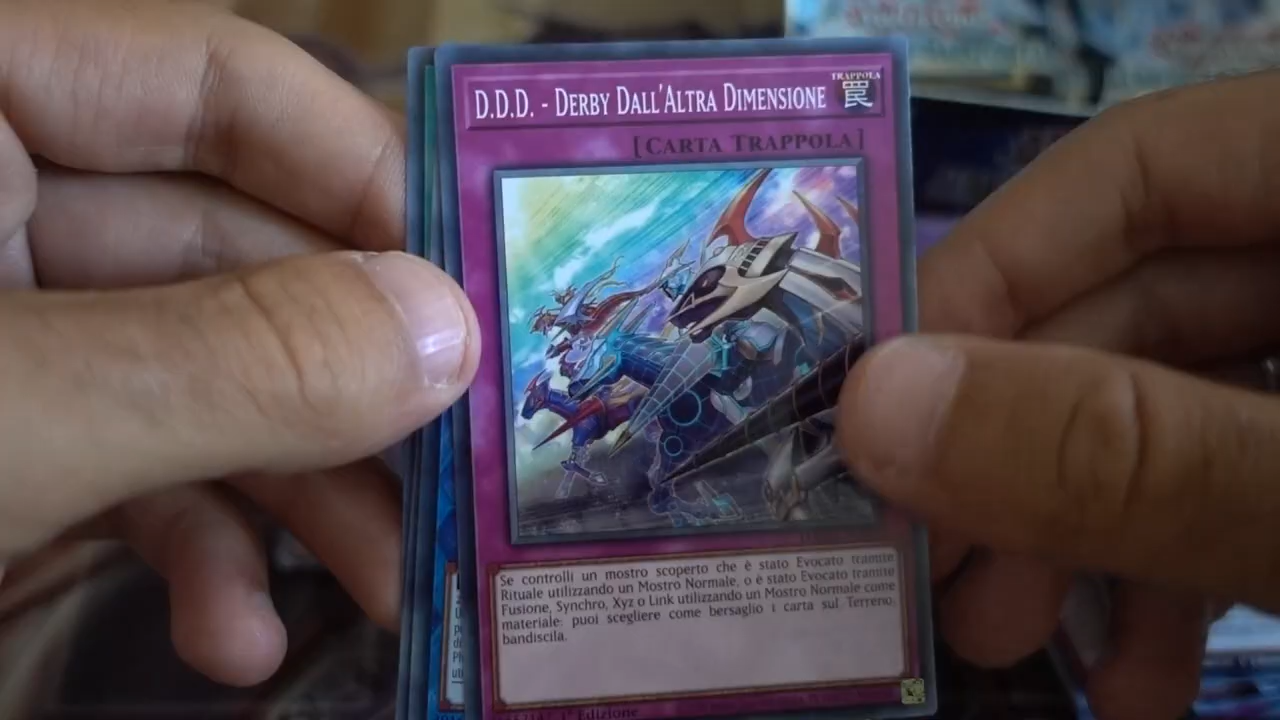 TRAPPOLA
D.D.D. - DERBY DALL'ALTRA DIMENSIONE
罠
[CARTA TRAPPOLA]
Se controlli un mostro scoperto che è stato Evocato tramite
Rituale utilizzando un Mostro Normale, o è stato Evocato tramite
Fusione, Synchro, Xyz o Link utilizzando un Mostro Normale come
materiale: puoi scegliere come bersaglio 1 carta sul Terreno;
bandiscila.
1ª Edizione